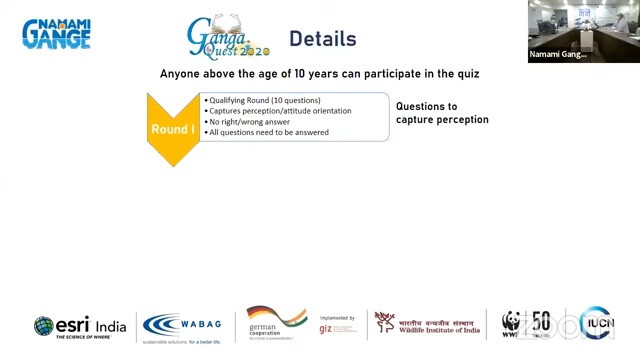 NAMAMI
GANGE
Ganga
Quest 2020
Details
Namami Gang...
Anyone above the age of 10 years can participate in the quiz
Round I
• Qualifying Round (10 questions)
• Captures perception/attitude orientation
• No right/wrong answer
• All questions need to be answered
Questions to
capture perception
esri India
THE SCIENCE OF WHERE
WABAG
sustainable solutions. for a better life.
german
cooperation
DEUTSCHE ZUSAMMENARBEIT
Implemented by
giz
भारतीय वन्यजीव संस्थान
Wildlife Institute of India
WWF
50
IUCN
zoom